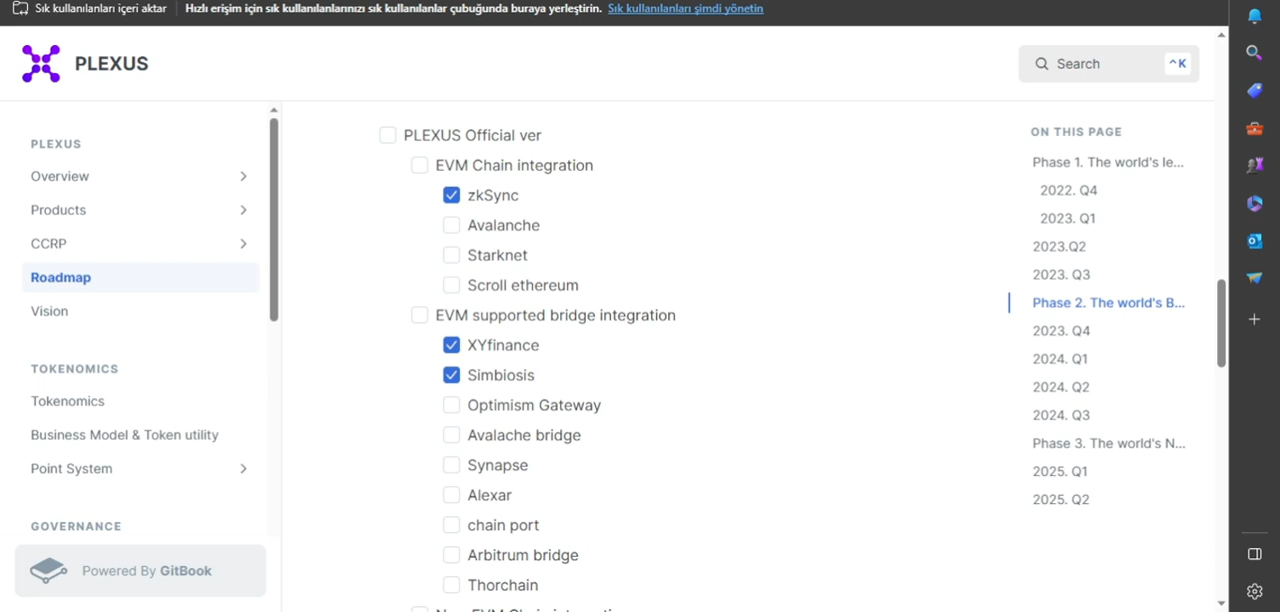 Sık kullanılanları içeri aktar
Hızlı erişim için sık kullanılanlarınızı sık kullanılanlar çubuğunda buraya yerleştirin. Sık kullanılanları şimdi yönetin
PLEXUS
Search
^K
PLEXUS
Overview
Products
CCRP
Roadmap
Vision
TOKENOMICS
Tokenomics
Business Model & Token utility
Point System
GOVERNANCE
Powered By GitBook
PLEXUS Official ver
EVM Chain integration
zkSync
Avalanche
Starknet
Scroll ethereum
EVM supported bridge integration
XYfinance
Simbiosis
Optimism Gateway
Avalache bridge
Synapse
Alexar
chain port
Arbitrum bridge
Thorchain
ON THIS PAGE
Phase 1. The world's le...
2022. Q4
2023. Q1
2023.Q2
2023. Q3
Phase 2. The world's B...
2023. Q4
2024. Q1
2024. Q2
2024. Q3
Phase 3. The world's N...
2025. Q1
2025. Q2